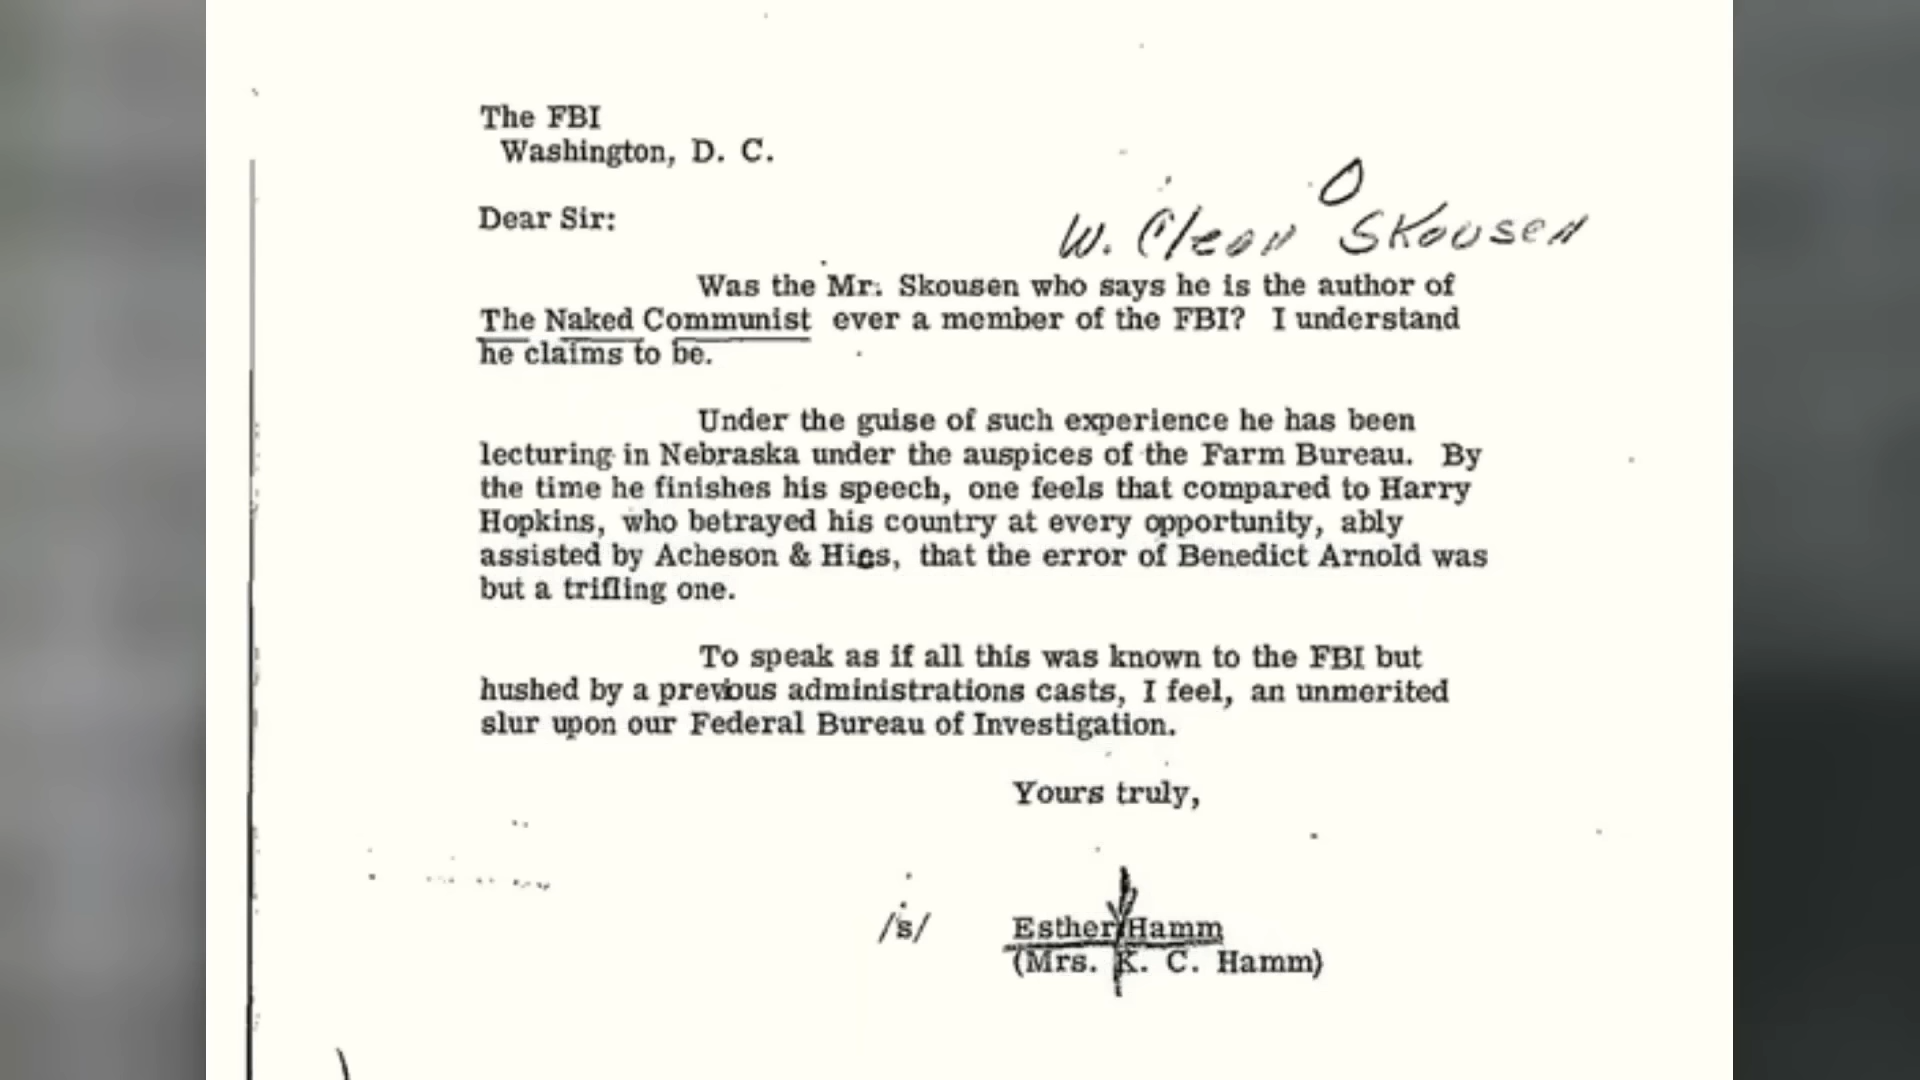 The FBI
Washington, D. C.
Dear Sir:
W. Cleon Skousen
Was the Mr. Skousen who says he is the author of
The Naked Communist ever a member of the FBI? I understand
he claims to be.
Under the guise of such experience he has been
lecturing in Nebraska under the auspices of the Farm Bureau. By
the time he finishes his speech, one feels that compared to Harry
Hopkins, who betrayed his country at every opportunity, ably
assisted by Acheson & Hiss, that the error of Benedict Arnold was
but a trifling one.
To speak as if all this was known to the FBI but
hushed by a previous administrations casts, I feel, an unmerited
slur upon our Federal Bureau of Investigation.
Yours truly,
/s/ Esther Hamm
(Mrs. K. C. Hamm)